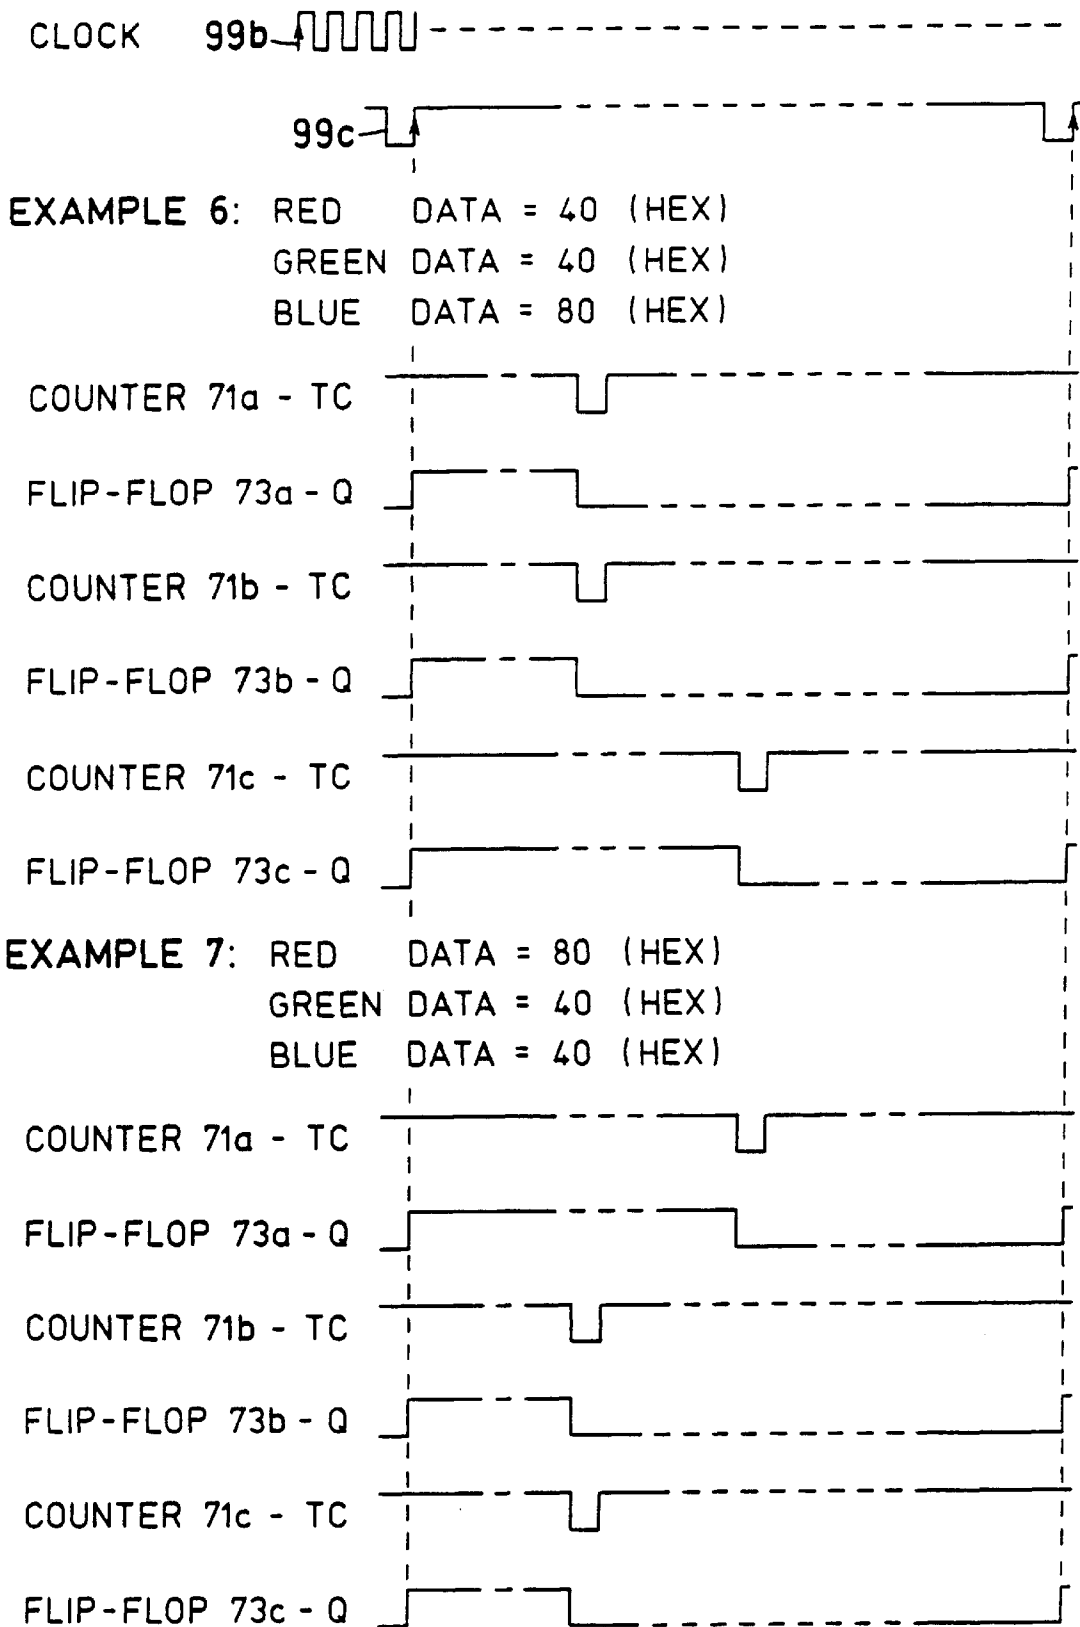 CLOCK 99b
99c
EXAMPLE 6: RED DATA = 40 (HEX)
GREEN DATA = 40 (HEX)
BLUE DATA = 80 (HEX)
COUNTER 71a - TC
FLIP-FLOP 73a - Q
COUNTER 71b - TC
FLIP-FLOP 73b - Q
COUNTER 71c - TC
FLIP-FLOP 73c - Q
EXAMPLE 7: RED DATA = 80 (HEX)
GREEN DATA = 40 (HEX)
BLUE DATA = 40 (HEX)
COUNTER 71a - TC
FLIP-FLOP 73a - Q
COUNTER 71b - TC
FLIP-FLOP 73b - Q
COUNTER 71c - TC
FLIP-FLOP 73c - Q